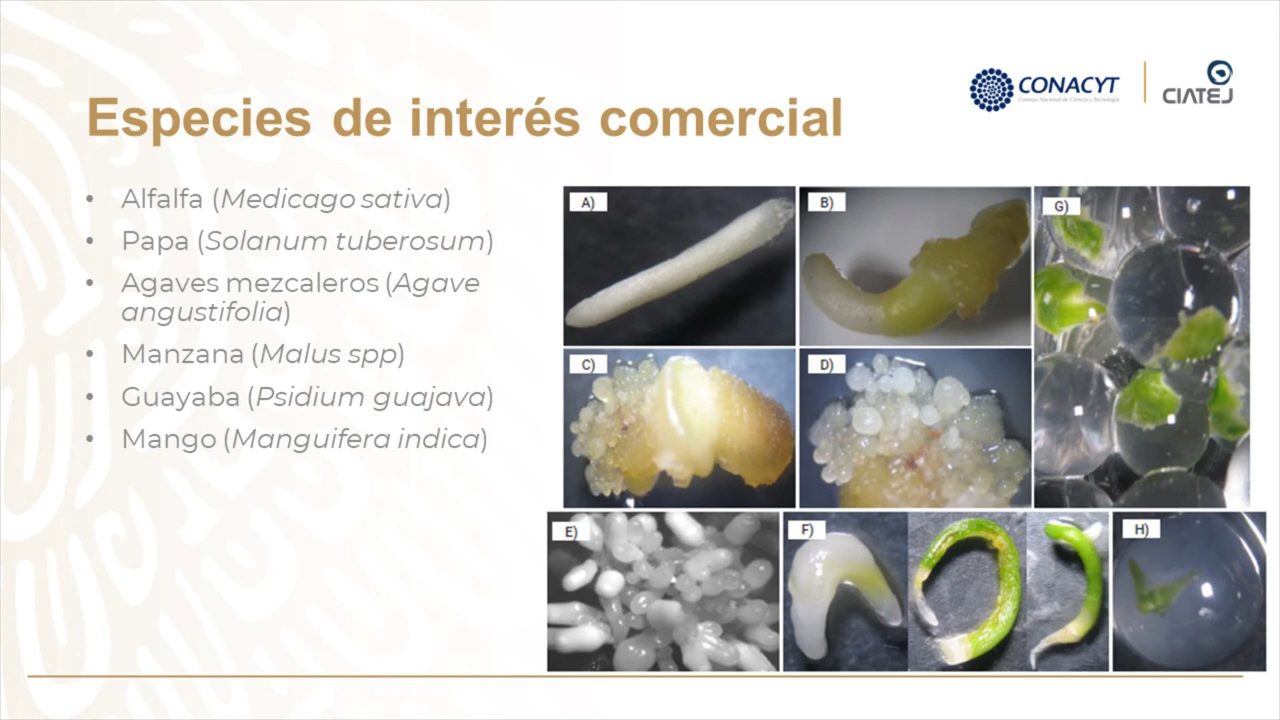 CONACYT
Consejo Nacional de Ciencia y Tecnología
CIATEJ
Especies de interés comercial
• Alfalfa (Medicago sativa)
• Papa (Solanum tuberosum)
• Agaves mezcaleros (Agave
angustifolia)
• Manzana (Malus spp)
• Guayaba (Psidium guajava)
• Mango (Manguifera indica)
A)
B)
G)
C)
D)
E)
F)
H)